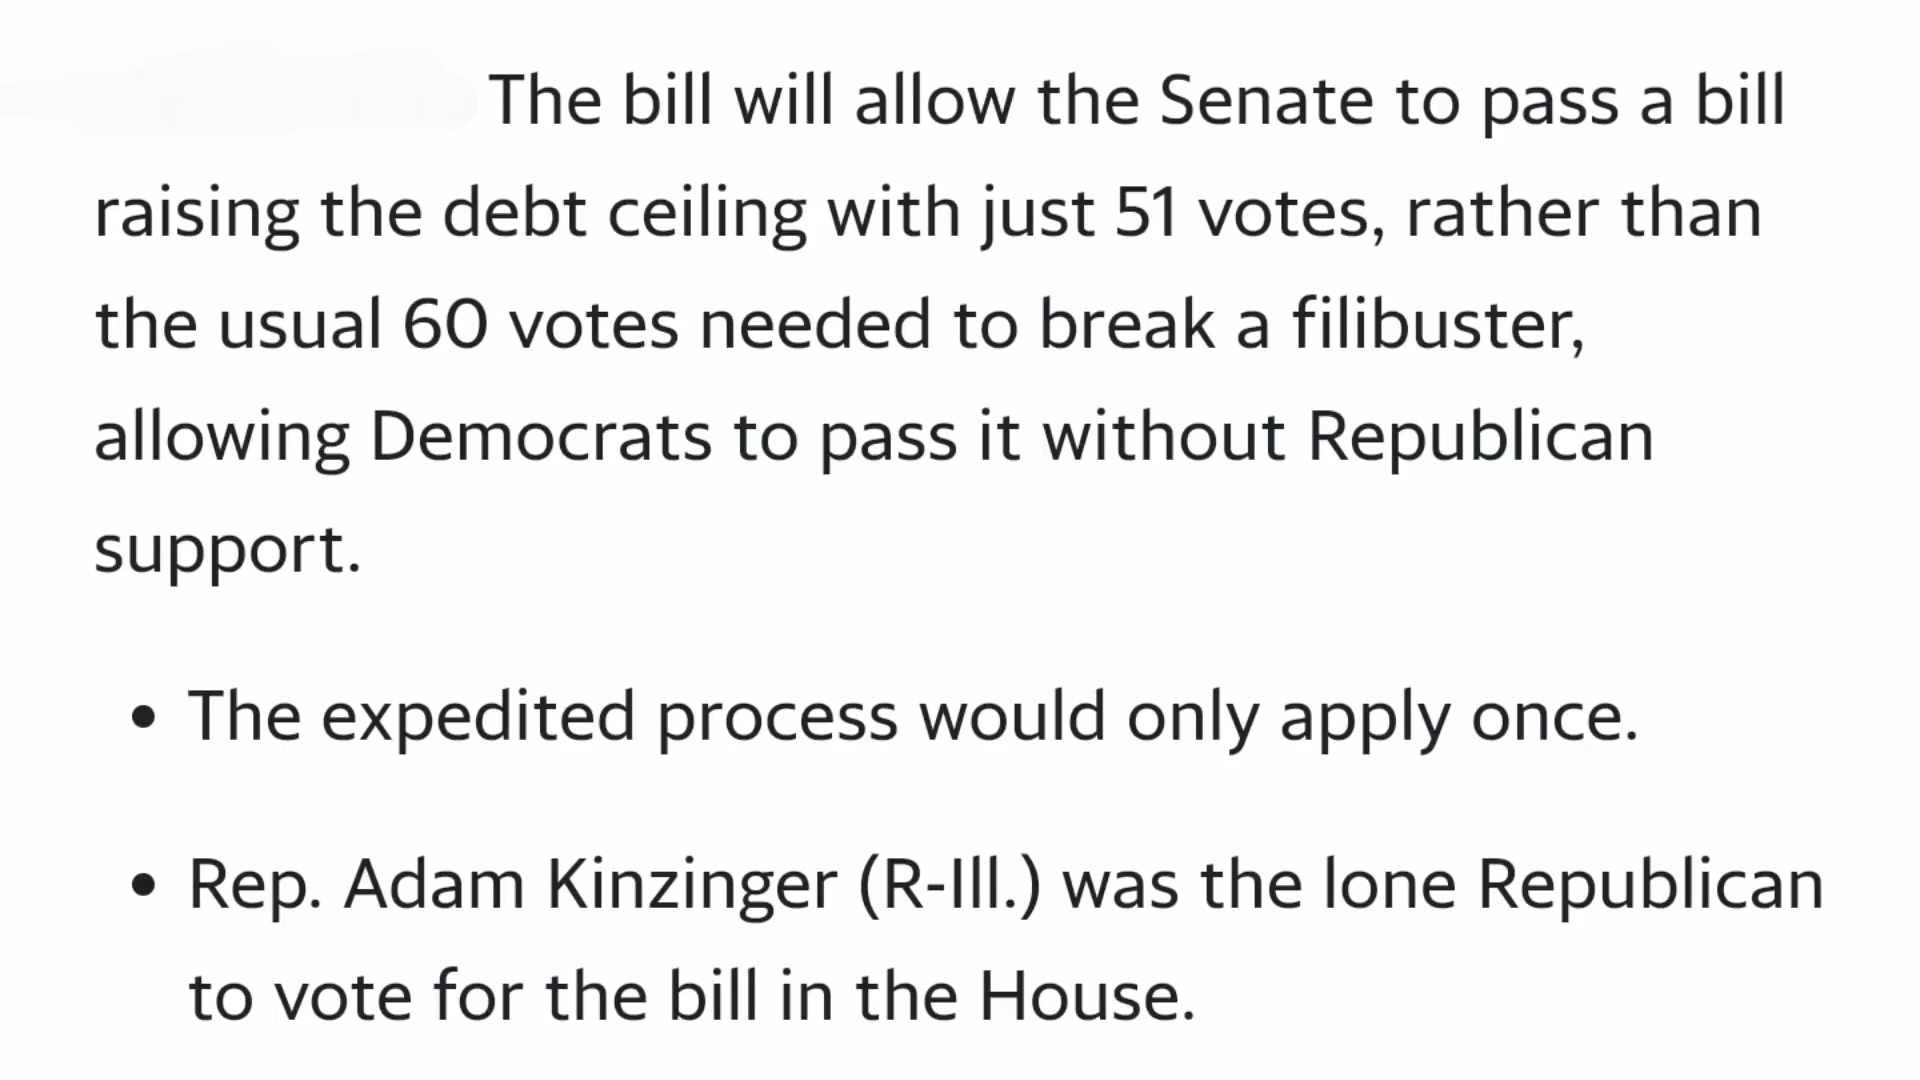 The bill will allow the Senate to pass a bill
raising the debt ceiling with just 51 votes, rather than
the usual 60 votes needed to break a filibuster,
allowing Democrats to pass it without Republican
support.
• The expedited process would only apply once.
• Rep. Adam Kinzinger (R-Ill.) was the lone Republican
to vote for the bill in the House.